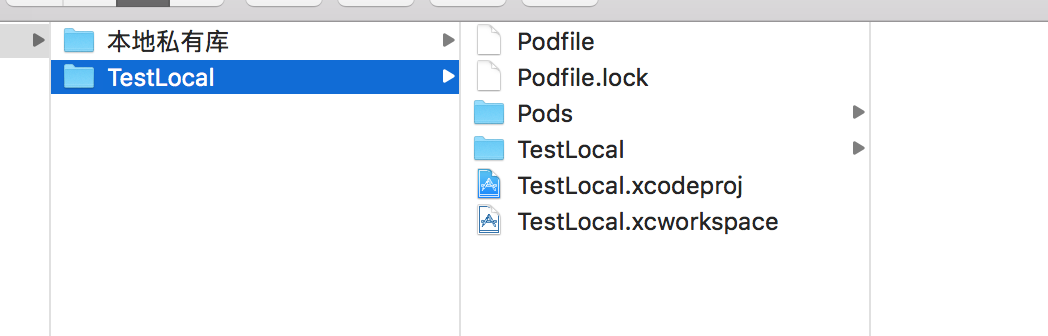 本地私有库
TestLocal
Podfile
Podfile.lock
Pods
TestLocal
TestLocal.xcodeproj
TestLocal.xcworkspace